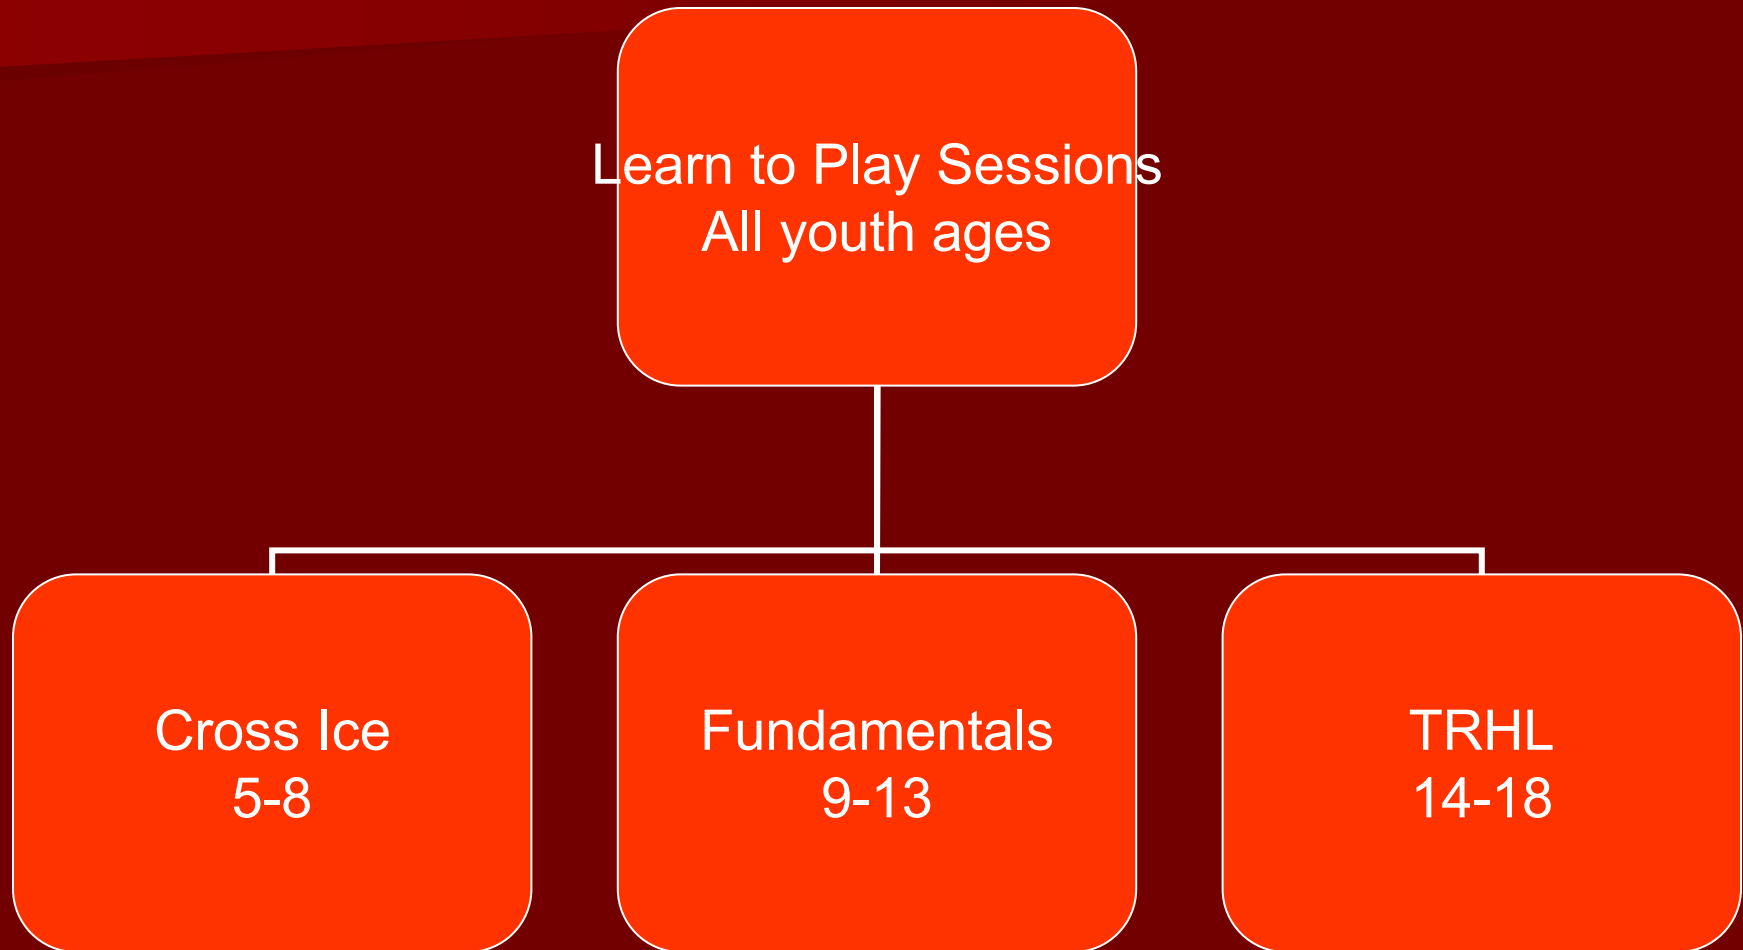 Learn to Play Sessions
All youth ages
Cross Ice
5-8
Fundamentals
9-13
TRHL
14-18